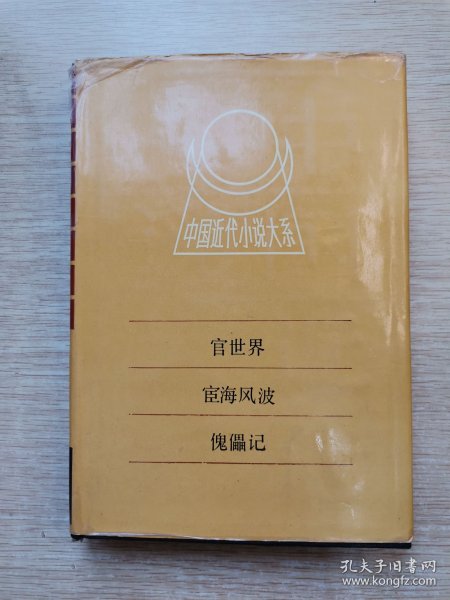 中国近代小说大系
官世界
宦海风波
傀儡记
孔夫子旧书网
www.kongfz.com